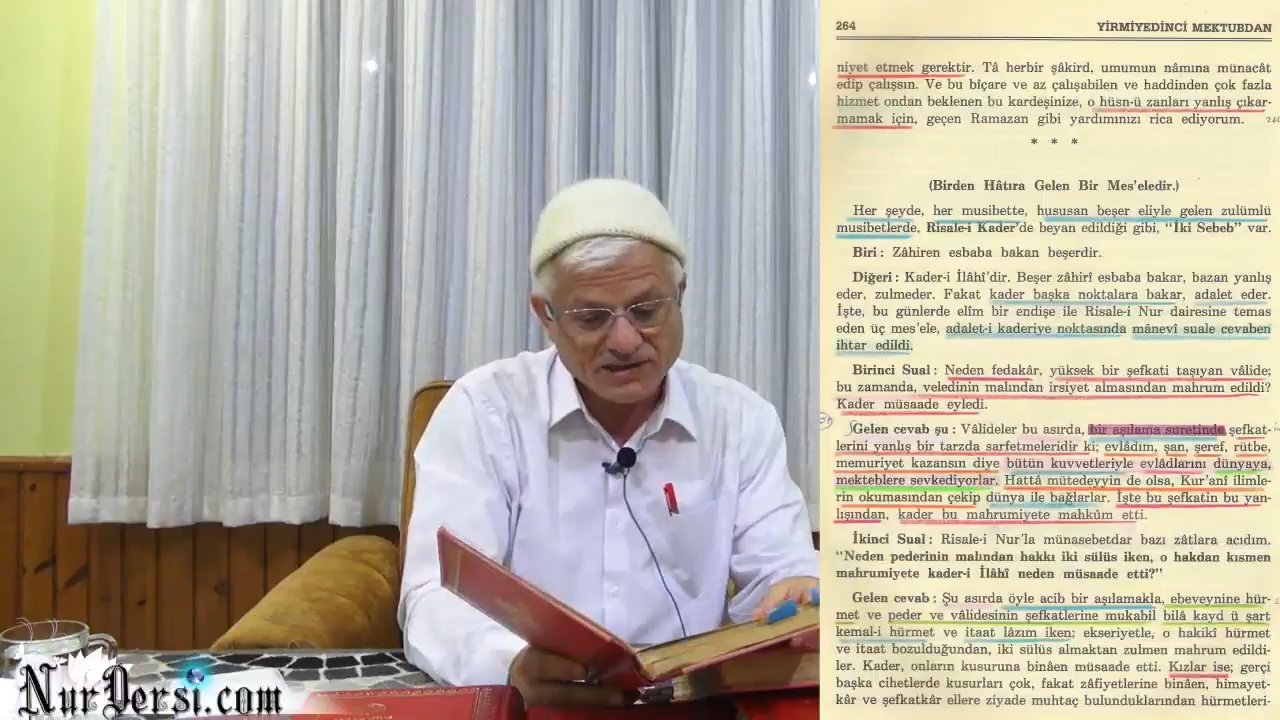 264
YİRMİYEDİNCİ MEKTUBDAN
niyet etmek gerektir. Tâ herbir şâkird, umumun nâmına münacât
edip çalışsın. Ve bu bîçare ve az çalışabilen ve haddinden çok fazla
hizmet ondan beklenen bu kardeşinize, o hüsn-ü zanları yanlış çıkar-
mamak için, geçen Ramazan gibi yardımınızı rica ediyorum.
* * *
(Birden Hâtıra Gelen Bir Mes'eledir.)
Her şeyde, her musibette, hususan beşer eliyle gelen zulümlü
musibetlerde, Risale-i Kader'de beyan edildiği gibi, "İki Sebeb" var.
Biri : Zâhiren esbaba bakan beşerdir.
Diğeri : Kader-i İlâhî'dir. Beşer zâhirî esbaba bakar, bazan yanlış
eder, zulmeder. Fakat kader başka noktalara bakar, adalet eder.
İşte, bu günlerde elîm bir endişe ile Risale-i Nur dairesine temas
eden üç mes'ele, adalet-i kaderiye noktasında mânevî suale cevaben
ihtar edildi.
Birinci Sual : Neden fedakâr, yüksek bir şefkati taşıyan vâlide;
bu zamanda, veledinin malından irsiyet almasından mahrum edildi?
Kader müsaade eyledi.
Gelen cevab şu : Vâlideler bu asırda, bir aşılama suretinde şefkat-
lerini yanlış bir tarzda sarfetmeleridir ki; evlâdım, şan, şeref, rütbe,
memuriyet kazansın diye bütün kuvvetleriyle evlâdlarını dünyaya,
mekteblere sevkediyorlar. Hattâ mütedeyyin de olsa, Kur'anî ilimle-
rin okumasından çekip dünya ile bağlarlar. İşte bu şefkatin bu yan-
lışından, kader bu mahrumiyete mahkûm etti.
İkinci Sual : Risale-i Nur'la münasebetdar bazı zâtlara acıdım.
"Neden pederinin malından hakkı iki sülüs iken, o hakdan kısmen
mahrumiyete kader-i İlâhî neden müsaade etti?"
Gelen cevab : Şu asırda öyle acib bir aşılamakla, ebeveynine hür-
met ve peder ve vâlidesinin şefkatlerine mukabil bilâ kayd ü şart
kemal-i hürmet ve itaat lâzım iken; ekseriyetle, o hakikî hürmet
ve itaat bozulduğundan, iki sülüs almaktan zulmen mahrum edildi-
ler. Kader, onların kusuruna binâen müsaade etti. Kızlar ise; gerçi
başka cihetlerde kusurları çok, fakat zâfiyetlerine binâen, himayet-
kâr ve şefkatkâr ellere ziyade muhtaç bulunduklarından hürmetleri-
NurDersi.com